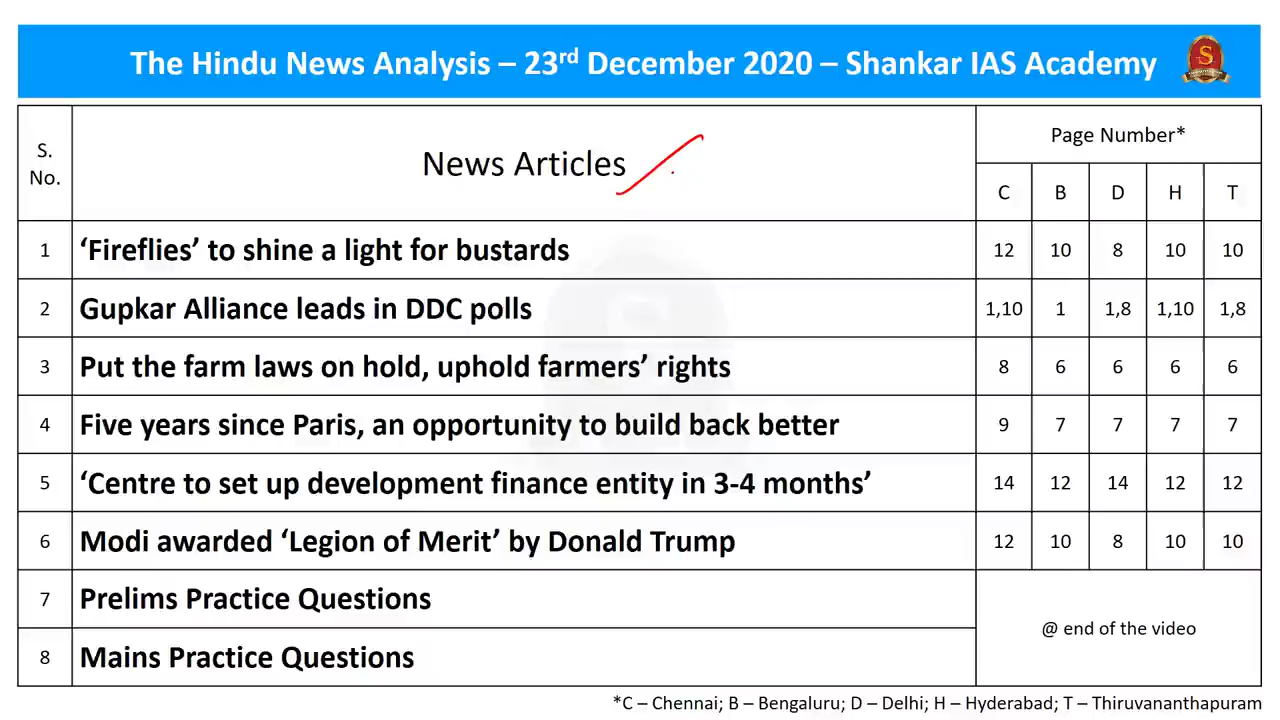 The Hindu News Analysis – 23rd December 2020 – Shankar IAS Academy
S. No. News Articles Page Number*
C B D H T
1 ‘Fireflies’ to shine a light for bustards 12 10 8 10 10
2 Gupkar Alliance leads in DDC polls 1,10 1 1,8 1,10 1,8
3 Put the farm laws on hold, uphold farmers’ rights 8 6 6 6 6
4 Five years since Paris, an opportunity to build back better 9 7 7 7 7
5 ‘Centre to set up development finance entity in 3-4 months’ 14 12 14 12 12
6 Modi awarded ‘Legion of Merit’ by Donald Trump 12 10 8 10 10
7 Prelims Practice Questions
@ end of the video
8 Mains Practice Questions
*C – Chennai; B – Bengaluru; D – Delhi; H – Hyderabad; T – Thiruvananthapuram